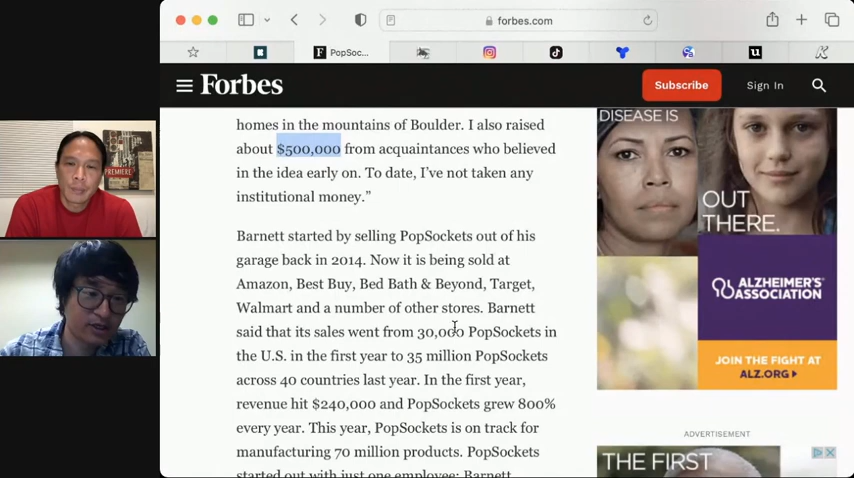 forbes.com
PopSoc...
Forbes
Subscribe
Sign In
homes in the mountains of Boulder. I also raised
about $500,000 from acquaintances who believed
in the idea early on. To date, I've not taken any
institutional money.”
Barnett started by selling PopSockets out of his
garage back in 2014. Now it is being sold at
Amazon, Best Buy, Bed Bath & Beyond, Target,
Walmart and a number of other stores. Barnett
said that its sales went from 30,000 PopSockets in
the U.S. in the first year to 35 million PopSockets
across 40 countries last year. In the first year,
revenue hit $240,000 and PopSockets grew 800%
every year. This year, PopSockets is on track for
manufacturing 70 million products. PopSockets
started out with just one employee: Barnett
DISEASE IS
OUT
THERE.
ALZHEIMER'S
ASSOCIATION
JOIN THE FIGHT AT
ALZ.ORG
ADVERTISEMENT
THE FIRST
PREMIERE